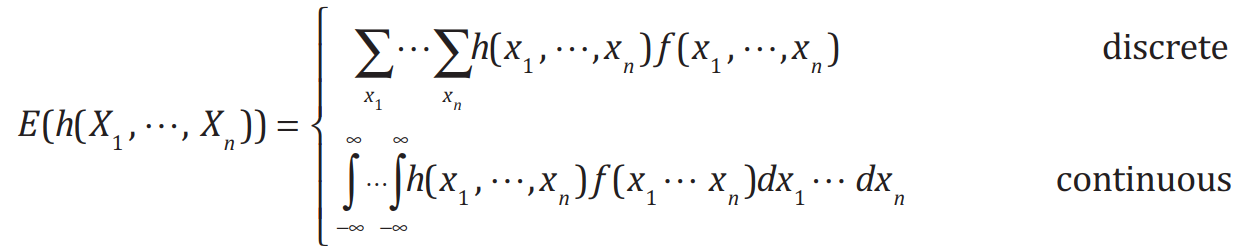 E(h(X₁, ⋯, Xₙ)) = { ∑_{x₁} ⋯ ∑_{xₙ} h(x₁, ⋯, xₙ) f(x₁, ⋯, xₙ) discrete
∫_{−∞}^{∞} ⋯ ∫_{−∞}^{∞} h(x₁, ⋯, xₙ) f(x₁ ⋯ xₙ) dx₁ ⋯ dxₙ continuous